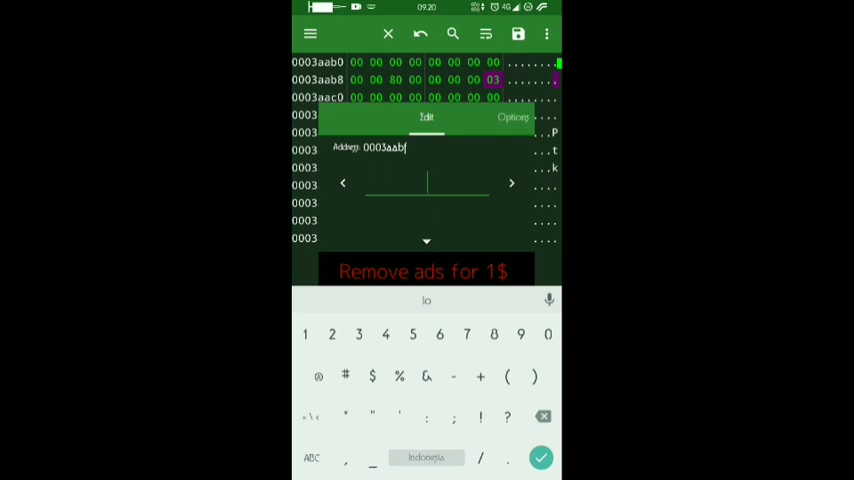 09.20
4G
0003aab0 00 00 00 00 00 00 00 00 ........
0003aab8 00 00 80 00 00 00 00 03 ........
0003aac0 00 00 00 00 00 00 00 00 ........
0003 ....
0003 ...P
0003 ...t
0003 ...k
0003 ....
0003 ....
0003 ....
0003 ....
Edit Options
Address: 0003aabf
Remove ads for 1$
io
1 2 3 4 5 6 7 8 9 0
@ # $ % & - + ( )
= \ < * " ' : ; ! ?
ABC , _ Indonesia / .